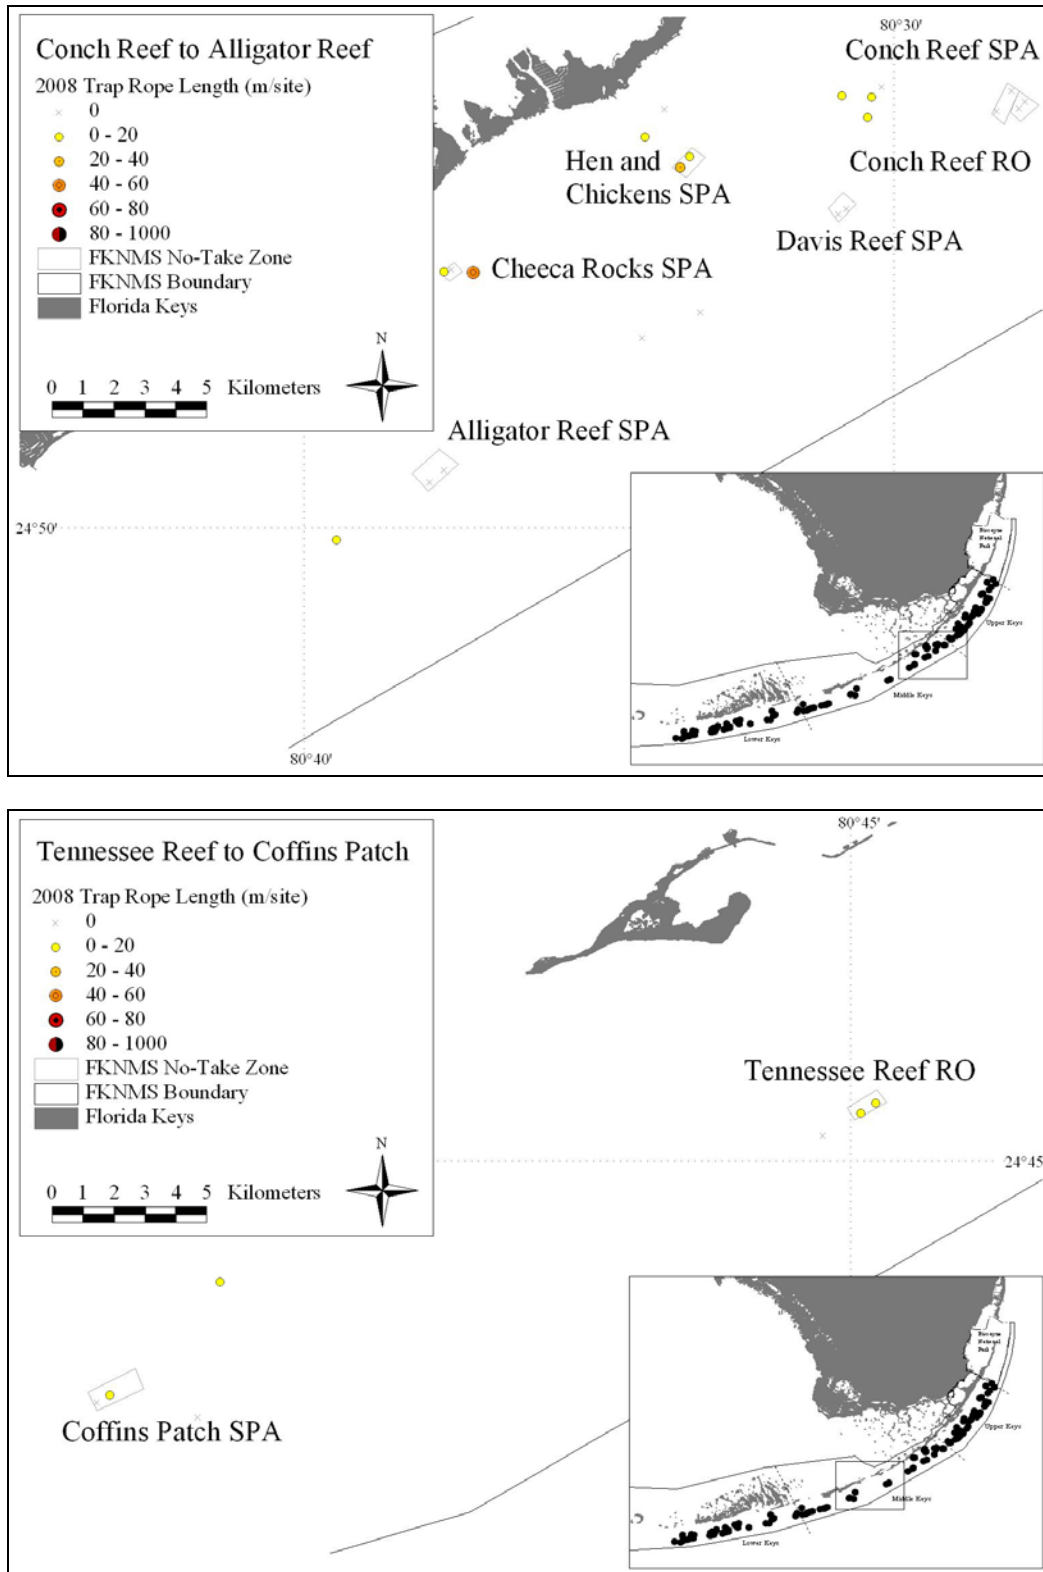 Conch Reef to Alligator Reef
2008 Trap Rope Length (m/site)
0
0 - 20
20 - 40
40 - 60
60 - 80
80 - 1000
FKNMS No-Take Zone
FKNMS Boundary
Florida Keys
0 1 2 3 4 5 Kilometers
N
80°30'
Conch Reef SPA
Hen and
Chickens SPA
Conch Reef RO
Davis Reef SPA
Cheeca Rocks SPA
Alligator Reef SPA
24°50'
80°40'
Biscayne
National
Park
Upper Keys
Middle Keys
Lower Keys
Tennessee Reef to Coffins Patch
2008 Trap Rope Length (m/site)
0
0 - 20
20 - 40
40 - 60
60 - 80
80 - 1000
FKNMS No-Take Zone
FKNMS Boundary
Florida Keys
0 1 2 3 4 5 Kilometers
N
80°45'
Tennessee Reef RO
24°45'
Coffins Patch SPA
Biscayne
National
Park
Upper Keys
Middle Keys
Lower Keys